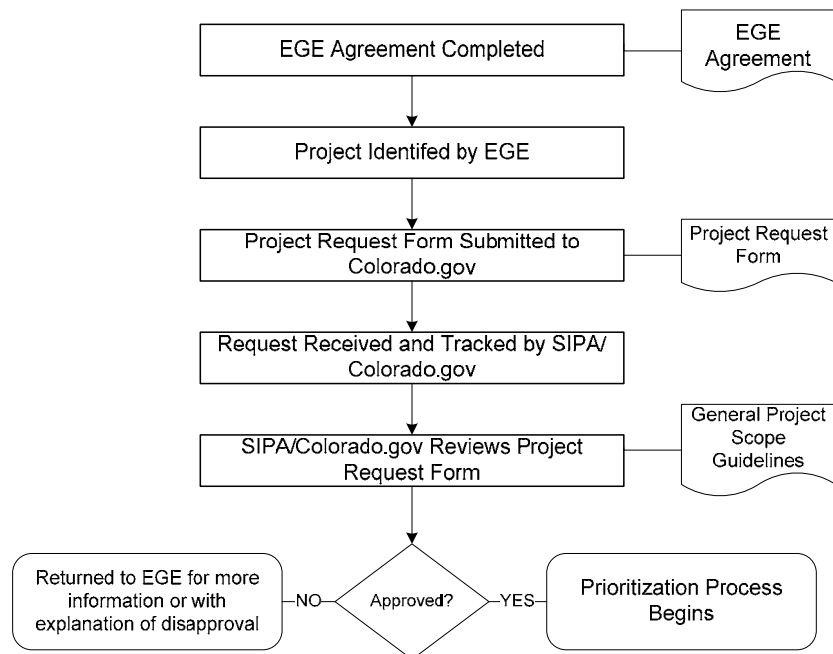 EGE Agreement Completed
EGE
Agreement
Project Identifed by EGE
Project Request Form Submitted to
Colorado.gov
Project Request
Form
Request Received and Tracked by SIPA/
Colorado.gov
SIPA/Colorado.gov Reviews Project
Request Form
General Project
Scope
Guidelines
Returned to EGE for more
information or with
explanation of disapproval
NO
Approved?
YES
Prioritization Process
Begins